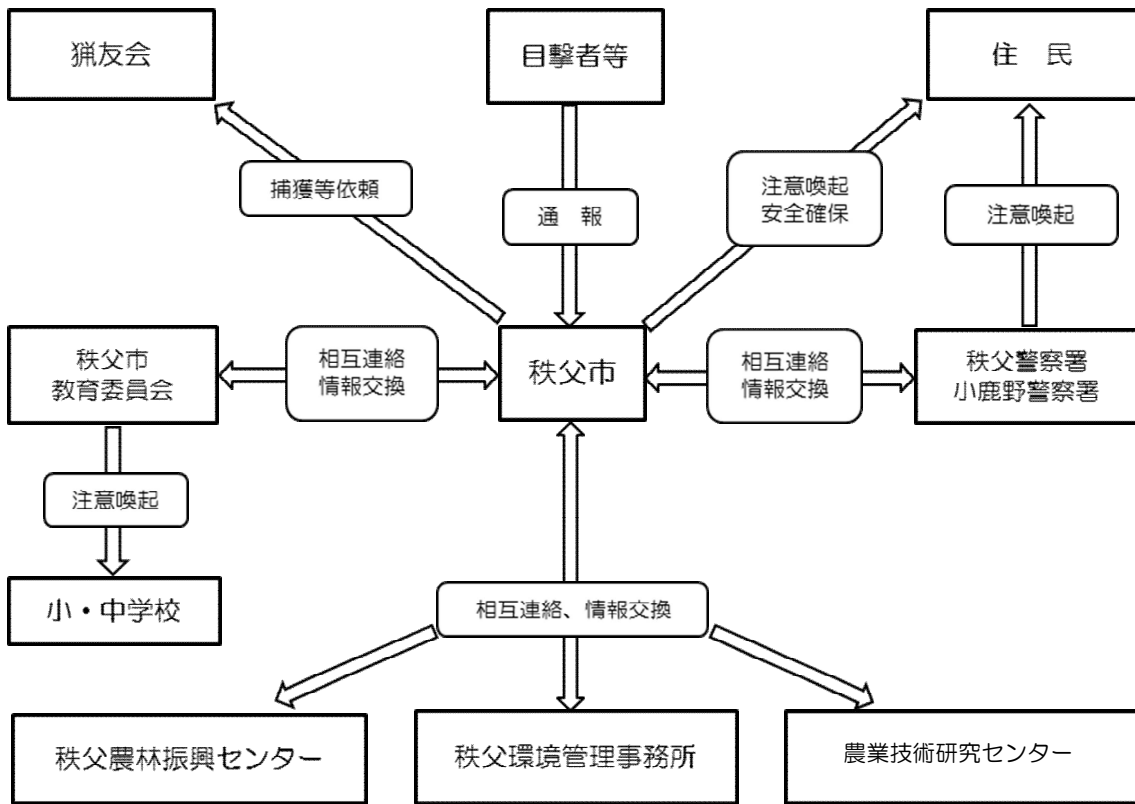 猟友会
目撃者等
住　民
捕獲等依頼
通　報
注意喚起
安全確保
注意喚起
秩父市
教育委員会
相互連絡
情報交換
秩父市
相互連絡
情報交換
秩父警察署
小鹿野警察署
注意喚起
小・中学校
相互連絡、情報交換
秩父農林振興センター
秩父環境管理事務所
農業技術研究センター